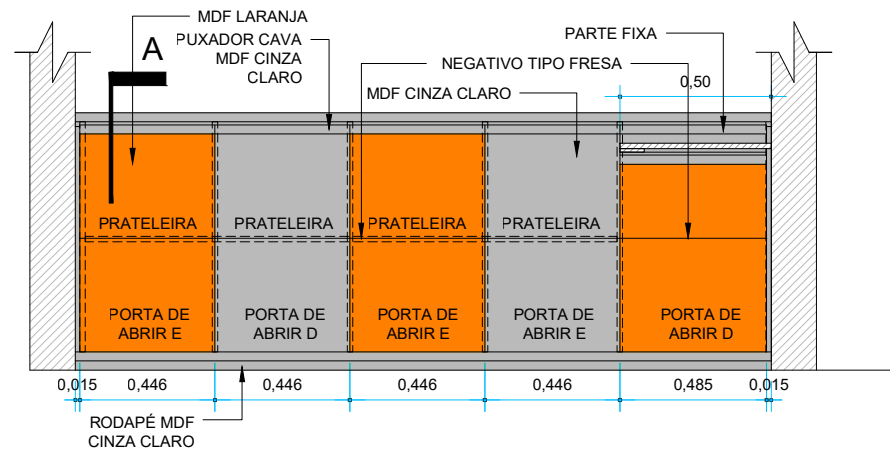 MDF LARANJA
A
PUXADOR CAVA
MDF CINZA
CLARO
PARTE FIXA
NEGATIVO TIPO FRESA
0,50
MDF CINZA CLARO
PRATELEIRA
PRATELEIRA
PRATELEIRA
PRATELEIRA
PORTA DE
ABRIR E
PORTA DE
ABRIR D
PORTA DE
ABRIR E
PORTA DE
ABRIR E
PORTA DE
ABRIR D
0,015
0,446
0,446
0,446
0,446
0,485
0,015
RODAPÉ MDF
CINZA CLARO